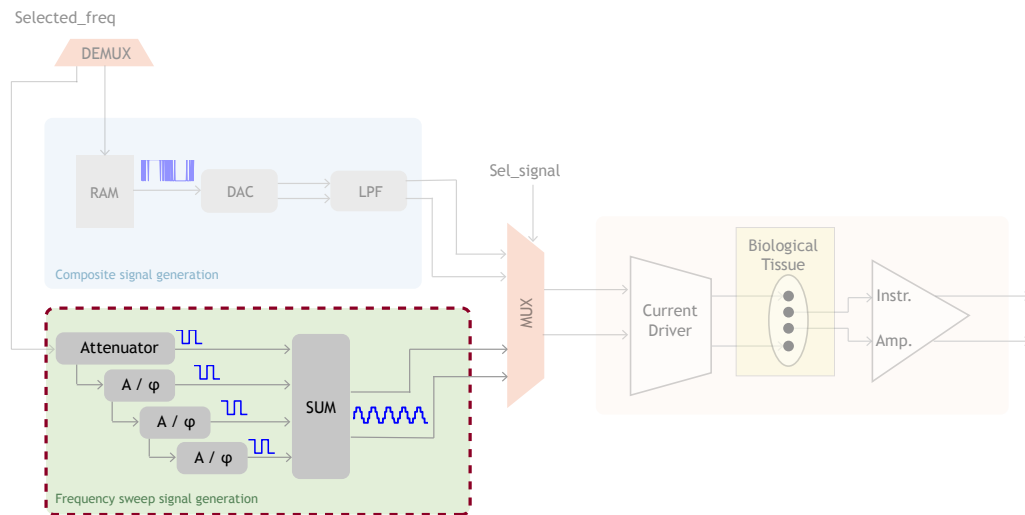 Selected_freq
DEMUX
RAM
DAC
LPF
Composite signal generation
Sel_signal
MUX
Biological
Tissue
Current
Driver
Instr.
Amp.
Attenuator
A / φ
A / φ
A / φ
SUM
Frequency sweep signal generation